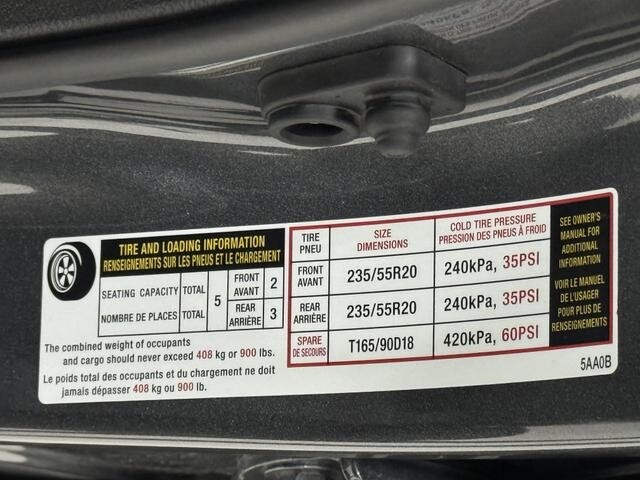 TIRE AND LOADING INFORMATION
RENSEIGNEMENTS SUR LES PNEUS ET LE CHARGEMENT
SEATING CAPACITY TOTAL 5 FRONT AVANT 2
NOMBRE DE PLACES TOTAL REAR ARRIÈRE 3
The combined weight of occupants
and cargo should never exceed 408 kg or 900 lbs.
Le poids total des occupants et du chargement ne doit
jamais dépasser 408 kg ou 900 lb.
TIRE PNEU SIZE DIMENSIONS COLD TIRE PRESSURE PRESSION DES PNEUS À FROID
FRONT AVANT 235/55R20 240kPa, 35PSI
REAR ARRIÈRE 235/55R20 240kPa, 35PSI
SPARE DE SECOURS T165/90D18 420kPa, 60PSI
SEE OWNER'S
MANUAL FOR
ADDITIONAL
INFORMATION
VOIR LE MANUEL
DE L'USAGER
POUR PLUS DE
RENSEIGNEMENTS
5AA0B